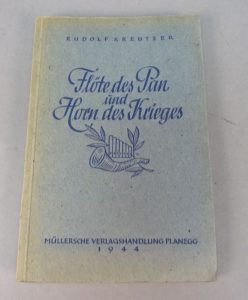 RUDOLF KREUTZER
Flöte des Pan
und
Horn des Krieges
MÜLLERSCHE VERLAGSHANDLUNG PLANEGG
1944